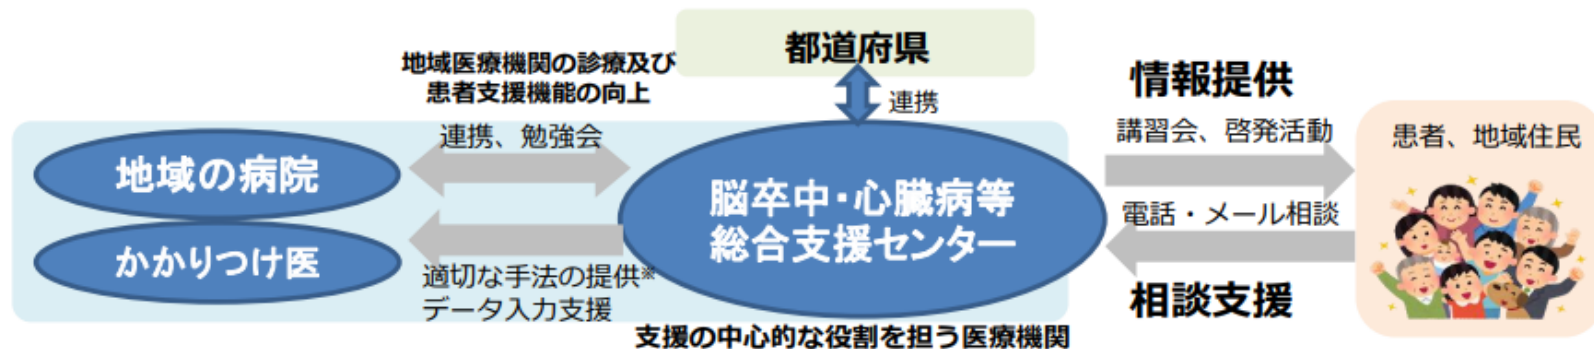 都道府県
連携
地域医療機関の診療及び
患者支援機能の向上
連携、勉強会
地域の病院
かかりつけ医
適切な手法の提供※
データ入力支援
脳卒中・心臓病等
総合支援センター
支援の中心的な役割を担う医療機関
情報提供
講習会、啓発活動
電話・メール相談
相談支援
患者、地域住民